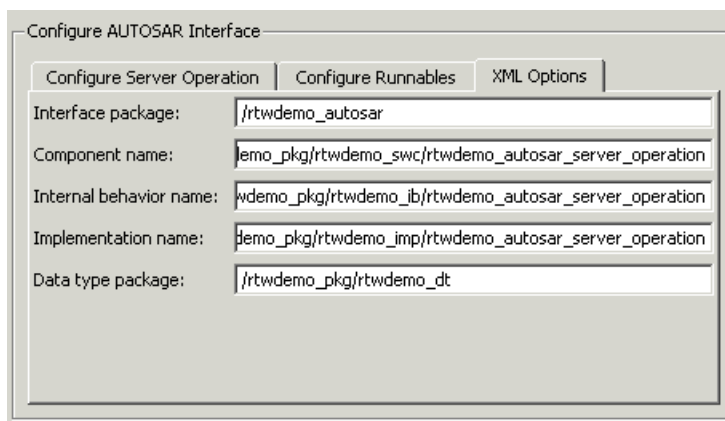 Configure AUTOSAR Interface
Configure Server Operation Configure Runnables XML Options
Interface package: /rtwdemo_autosar
Component name: demo_pkg/rtwdemo_swc/rtwdemo_autosar_server_operation
Internal behavior name: wdemo_pkg/rtwdemo_ib/rtwdemo_autosar_server_operation
Implementation name: demo_pkg/rtwdemo_imp/rtwdemo_autosar_server_operation
Data type package: /rtwdemo_pkg/rtwdemo_dt